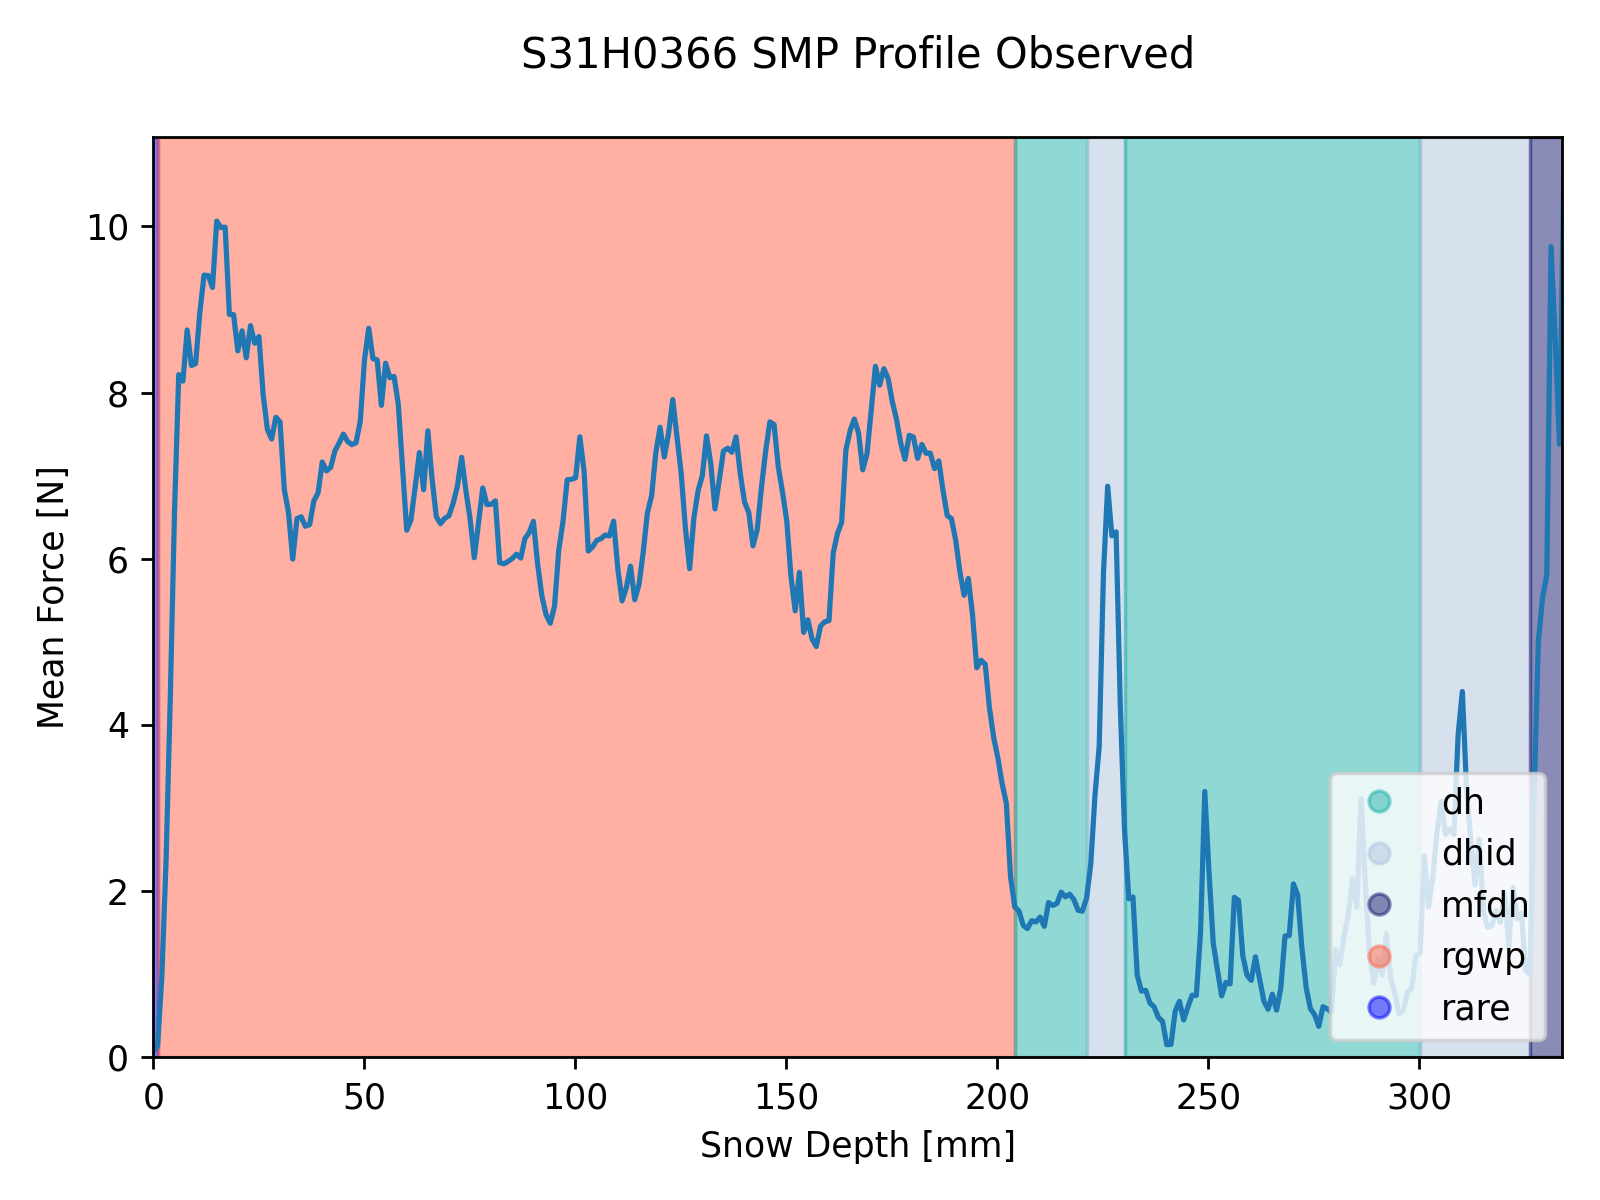 S31H0366 SMP Profile Observed
10
8
6
4
2
0
Mean Force [N]
0 50 100 150 200 250 300
Snow Depth [mm]
dh
dhid
mfdh
rgwp
rare